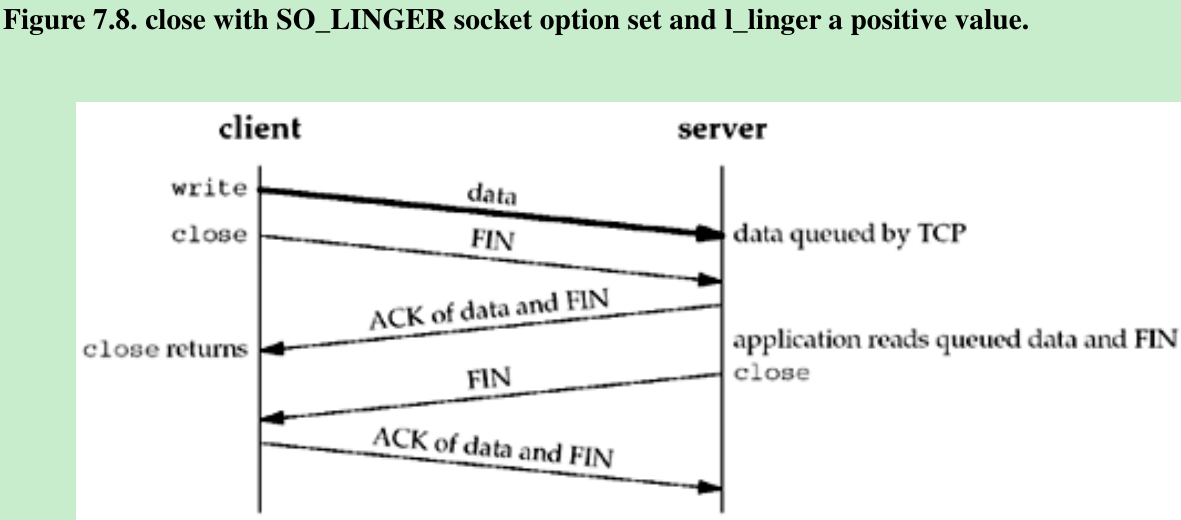 Figure 7.8. close with SO_LINGER socket option set and l_linger a positive value.
client
server
write
data
data queued by TCP
close
FIN
ACK of data and FIN
close returns
application reads queued data and FIN
close
FIN
ACK of data and FIN